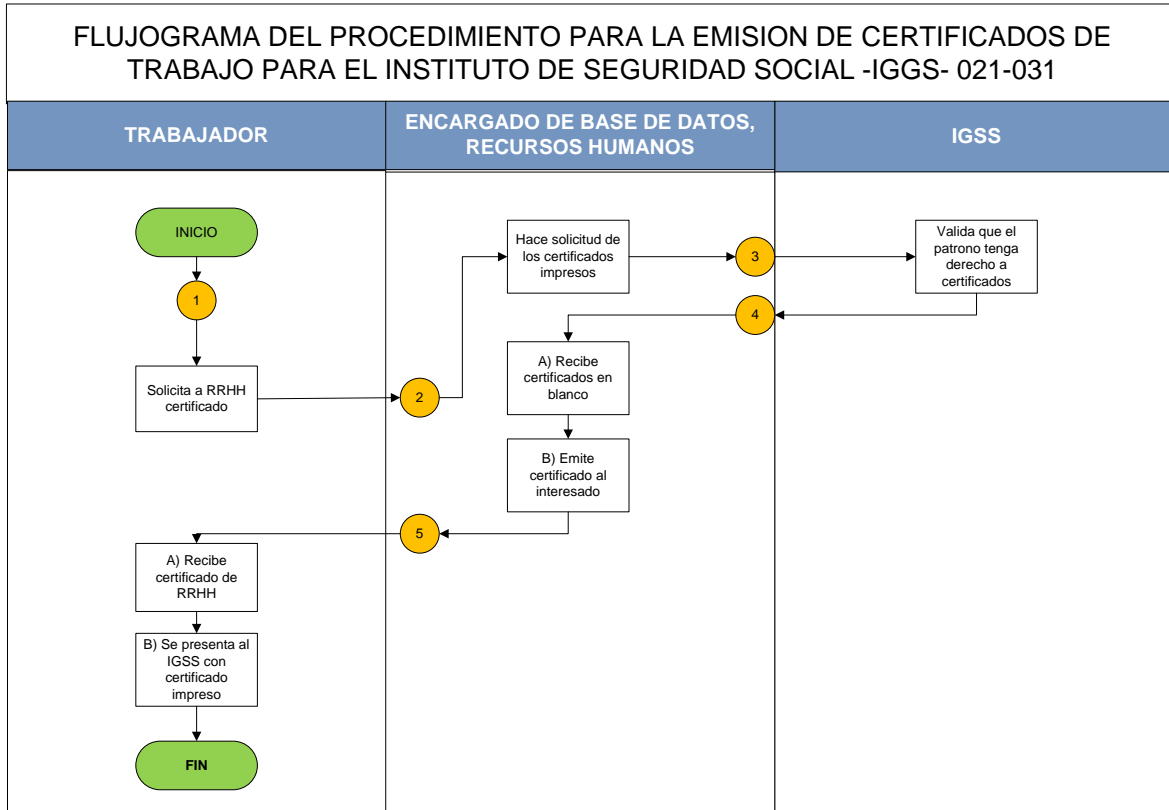 FLUJOGRAMA DEL PROCEDIMIENTO PARA LA EMISION DE CERTIFICADOS DE
TRABAJO PARA EL INSTITUTO DE SEGURIDAD SOCIAL -IGGS- 021-031
TRABAJADOR
ENCARGADO DE BASE DE DATOS,
RECURSOS HUMANOS
IGSS
INICIO
1
Solicita a RRHH
certificado
2
Hace solicitud de
los certificados
impresos
3
Valida que el
patrono tenga
derecho a
certificados
4
A) Recibe
certificados en
blanco
B) Emite
certificado al
interesado
5
A) Recibe
certificado de
RRHH
B) Se presenta al
IGSS con
certificado
impreso
FIN